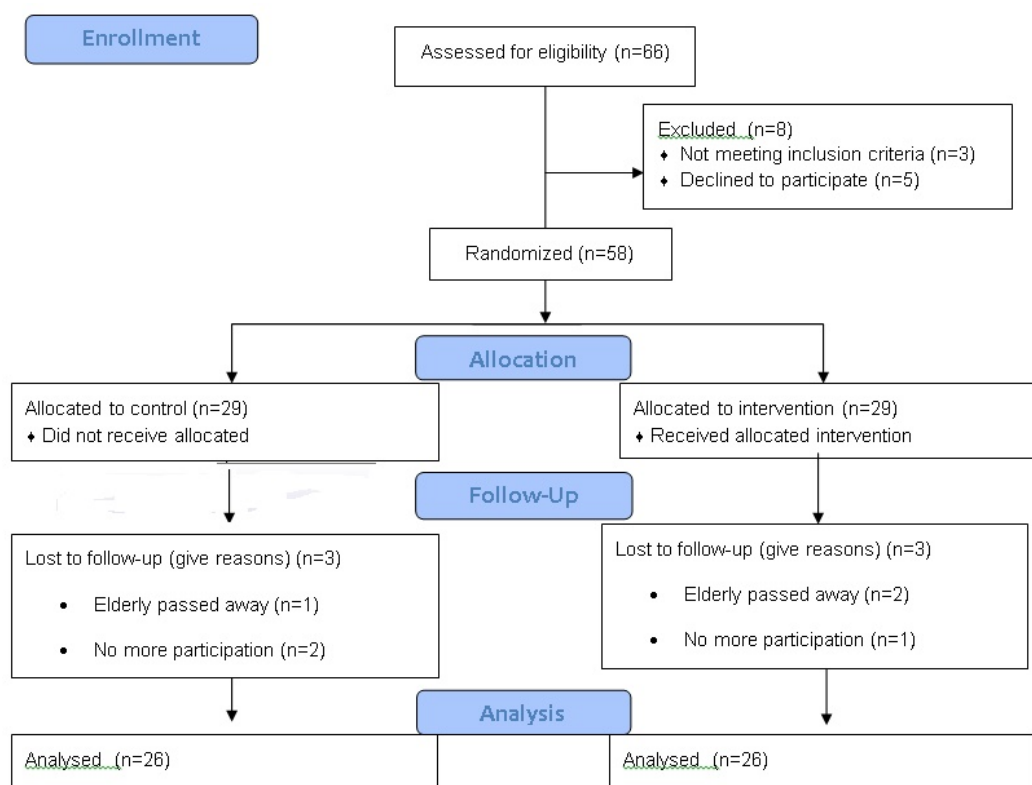 Enrollment
Assessed for eligibility (n=66)
Excluded (n=8)
♦ Not meeting inclusion criteria (n=3)
♦ Declined to participate (n=5)
Randomized (n=58)
Allocation
Allocated to control (n=29)
♦ Did not receive allocated
Allocated to intervention (n=29)
♦ Received allocated intervention
Follow-Up
Lost to follow-up (give reasons) (n=3)
• Elderly passed away (n=1)
• No more participation (n=2)
Lost to follow-up (give reasons) (n=3)
• Elderly passed away (n=2)
• No more participation (n=1)
Analysis
Analysed (n=26)
Analysed (n=26)